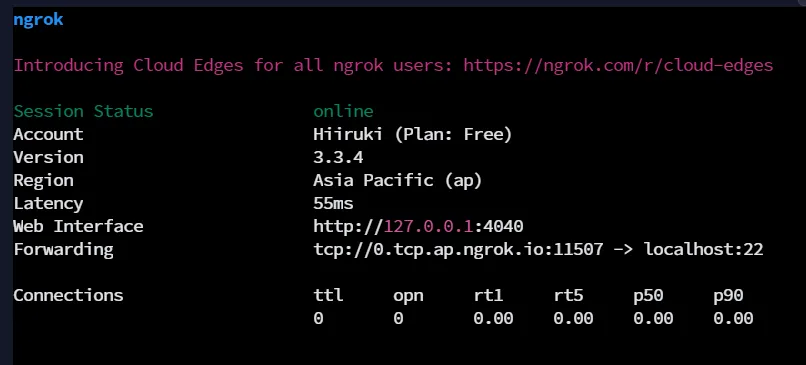 ngrok
Introducing Cloud Edges for all ngrok users: https://ngrok.com/r/cloud-edges
Session Status online
Account Hiiruki (Plan: Free)
Version 3.3.4
Region Asia Pacific (ap)
Latency 55ms
Web Interface http://127.0.0.1:4040
Forwarding tcp://0.tcp.ap.ngrok.io:11507 -> localhost:22
Connections ttl opn rt1 rt5 p50 p90
0 0 0.00 0.00 0.00 0.00